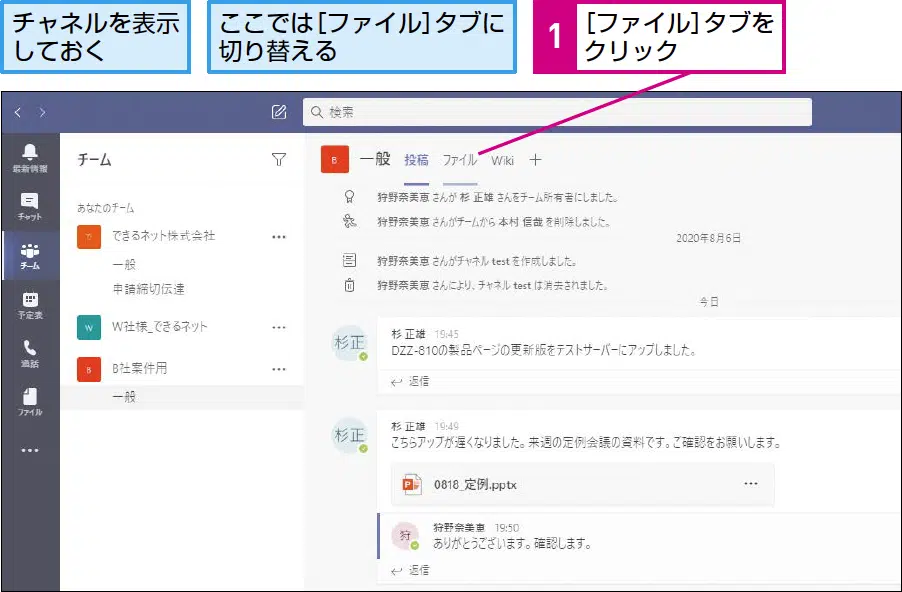 チャネルを表示
しておく
ここでは［ファイル］タブに
切り替える
1
［ファイル］タブを
クリック
検索
最新情報
チャット
チーム
予定表
通話
ファイル
チーム
あなたのチーム
で
できるネット株式会社
一般
申請締切伝達
W
W社様_できるネット
B
B社案件用
一般
B
一般 投稿 ファイル Wiki
狩野奈美恵 さんが 杉 正雄 さんをチーム所有者にしました。
狩野奈美恵 さんがチームから 本村 信哉 を削除しました。
2020年8月6日
狩野奈美恵 さんがチャネル test を作成しました。
狩野奈美恵 さんにより、チャネル test は消去されました。
今日
杉正
杉 正雄 19:45
DZZ-810の製品ページの更新版をテストサーバーにアップしました。
返信
杉正
杉 正雄 19:49
こちらアップが遅くなりました。来週の定例会議の資料です。ご確認をお願いします。
P
0818_定例.pptx
狩
狩野奈美恵 19:50
ありがとうございます。確認します。
返信